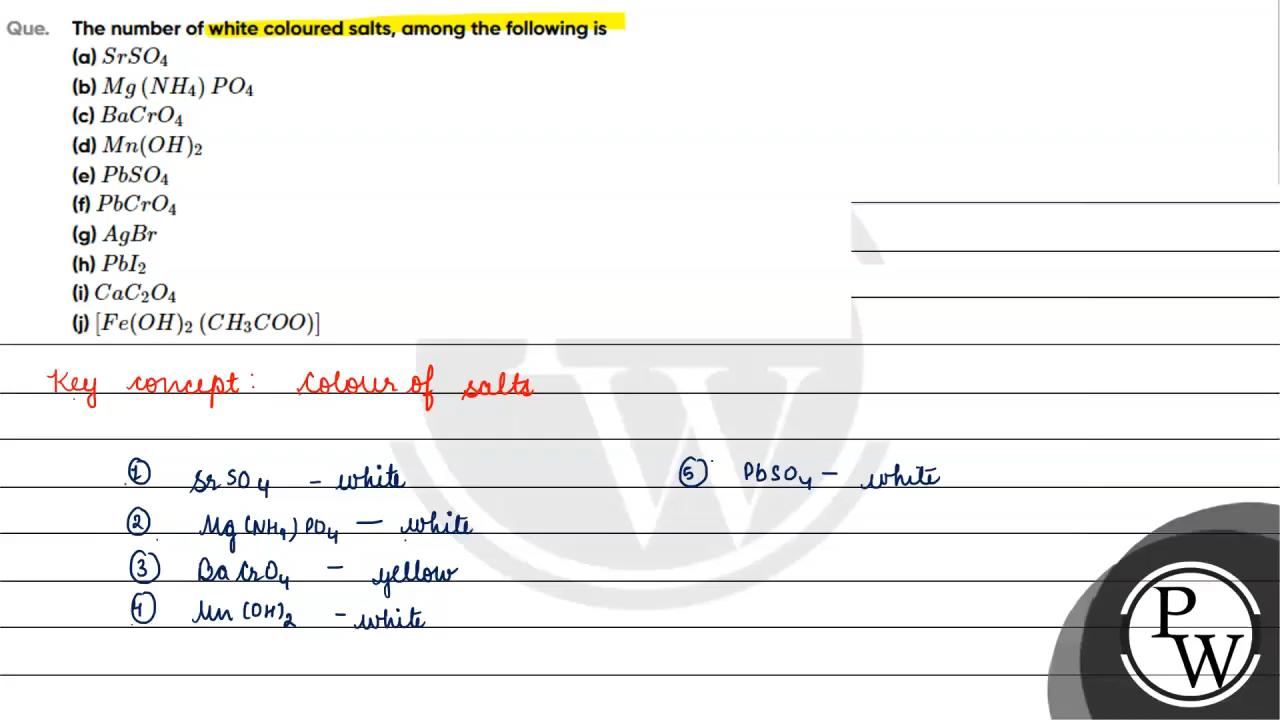 Que. The number of white coloured salts, among the following is
(a) SrSO₄
(b) Mg(NH₄)PO₄
(c) BaCrO₄
(d) Mn(OH)₂
(e) PbSO₄
(f) PbCrO₄
(g) AgBr
(h) PbI₂
(i) CaC₂O₄
(j) [Fe(OH)₂(CH₃COO)]
Key concept: Colour of salts
① SrSO₄ - white
② Mg(NH₄)PO₄ — white
③ BaCrO₄ - yellow
④ Mn(OH)₂ - white
⑤ PbSO₄ - white
W
P
W